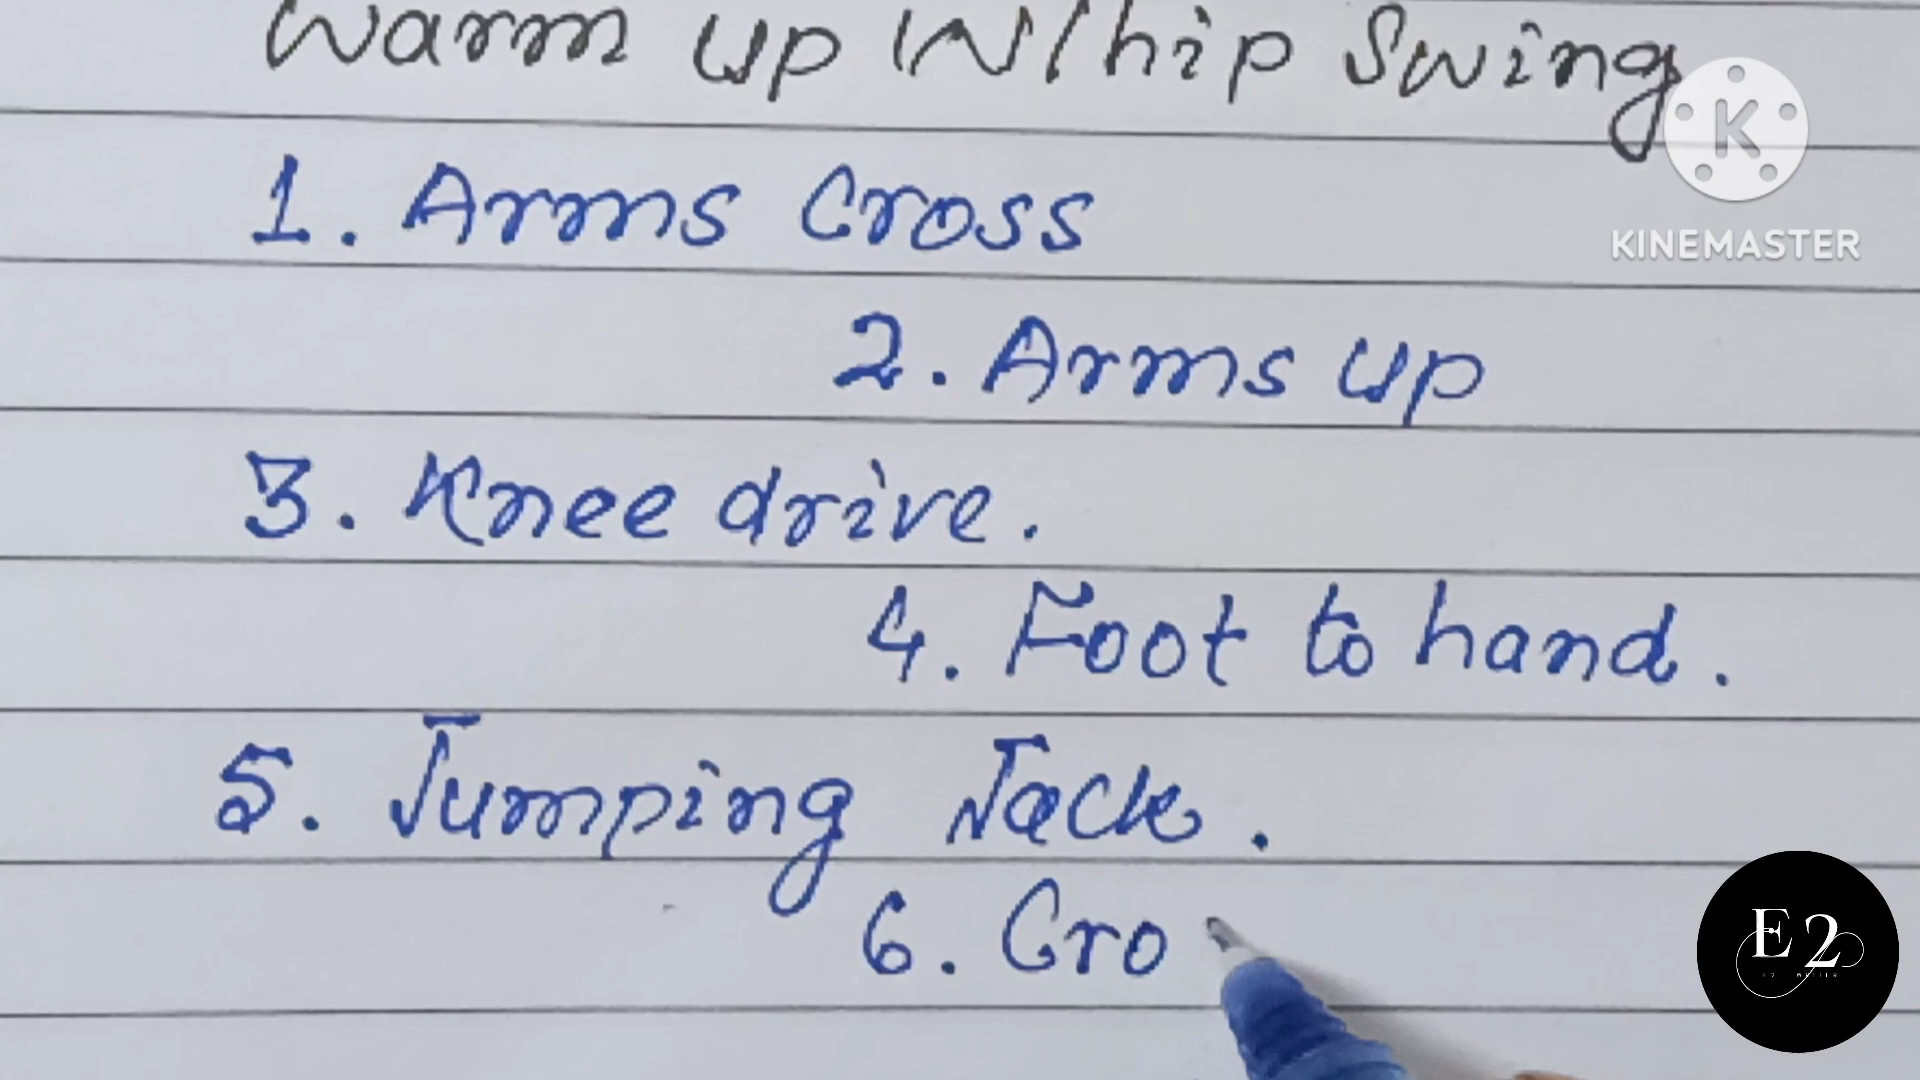 Warm up W/hip Swing
1. Arms Cross
2. Arms up
3. Knee drive.
4. Foot to hand.
5. Jumping Jack.
6. Cro
K
KINEMASTER
E2